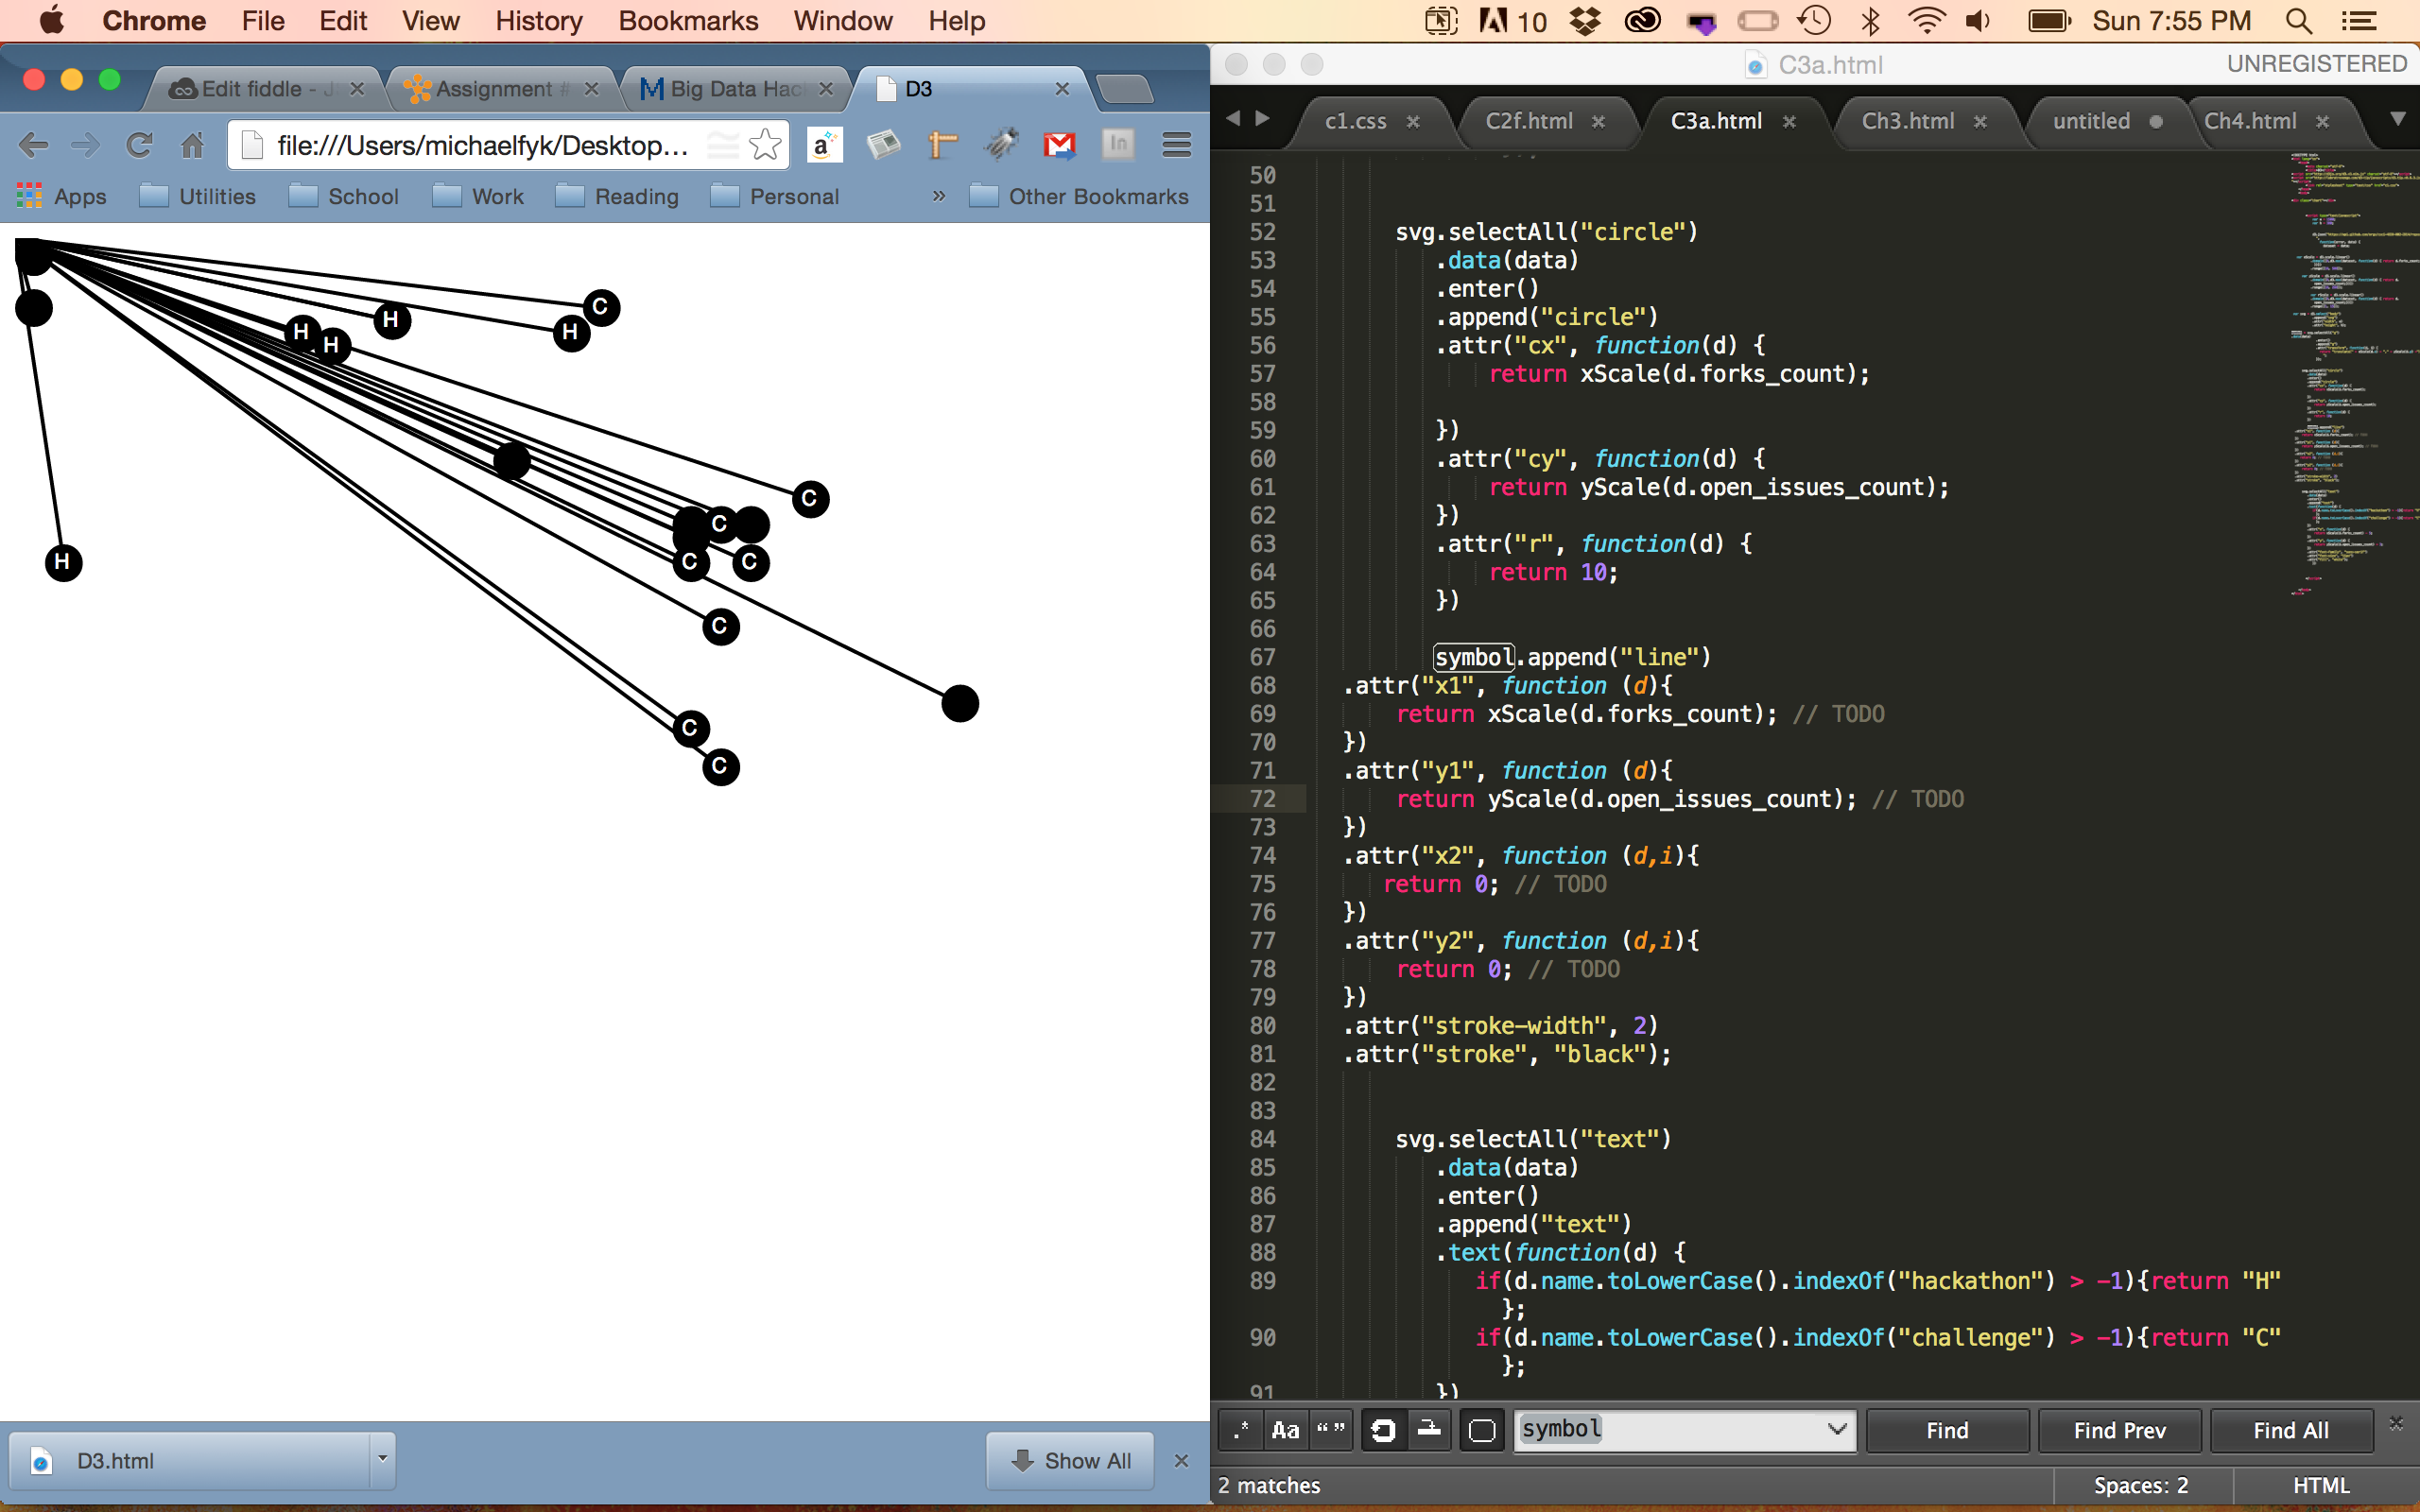 Chrome File Edit View History Bookmarks Window Help 10 Sun 7:55 PM
Edit fiddle - J Assignment # Big Data Hac D3
file:///Users/michaelfyk/Desktop...
Apps Utilities School Work Reading Personal » Other Bookmarks
C
H
H
H
H
C
C
C
C
H
C
C
C
D3.html Show All
C3a.html UNREGISTERED
c1.css C2f.html C3a.html Ch3.html untitled Ch4.html
50
51
52 svg.selectAll("circle")
53 .data(data)
54 .enter()
55 .append("circle")
56 .attr("cx", function(d) {
57 return xScale(d.forks_count);
58
59 })
60 .attr("cy", function(d) {
61 return yScale(d.open_issues_count);
62 })
63 .attr("r", function(d) {
64 return 10;
65 })
66
67 symbol.append("line")
68 .attr("x1", function (d){
69 return xScale(d.forks_count); // TODO
70 })
71 .attr("y1", function (d){
72 return yScale(d.open_issues_count); // TODO
73 })
74 .attr("x2", function (d,i){
75 return 0; // TODO
76 })
77 .attr("y2", function (d,i){
78 return 0; // TODO
79 })
80 .attr("stroke-width", 2)
81 .attr("stroke", "black");
82
83
84 svg.selectAll("text")
85 .data(data)
86 .enter()
87 .append("text")
88 .text(function(d) {
89 if(d.name.toLowerCase().indexOf("hackathon") > -1){return "H"
};
90 if(d.name.toLowerCase().indexOf("challenge") > -1){return "C"
};
91 })
.* Aa “ ” symbol Find Find Prev Find All
2 matches Spaces: 2 HTML